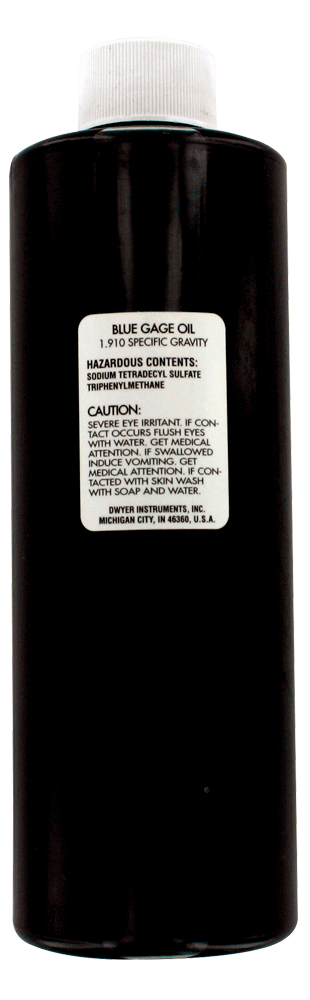 BLUE GAGE OIL
1.910 SPECIFIC GRAVITY
HAZARDOUS CONTENTS:
SODIUM TETRADECYL SULFATE
TRIPHENYLMETHANE
CAUTION:
SEVERE EYE IRRITANT. IF CON-
TACT OCCURS FLUSH EYES
WITH WATER. GET MEDICAL
ATTENTION. IF SWALLOWED
INDUCE VOMITING. GET
MEDICAL ATTENTION. IF CON-
TACTED WITH SKIN WASH
WITH SOAP AND WATER.
DWYER INSTRUMENTS, INC.
MICHIGAN CITY, IN 46360, U.S.A.